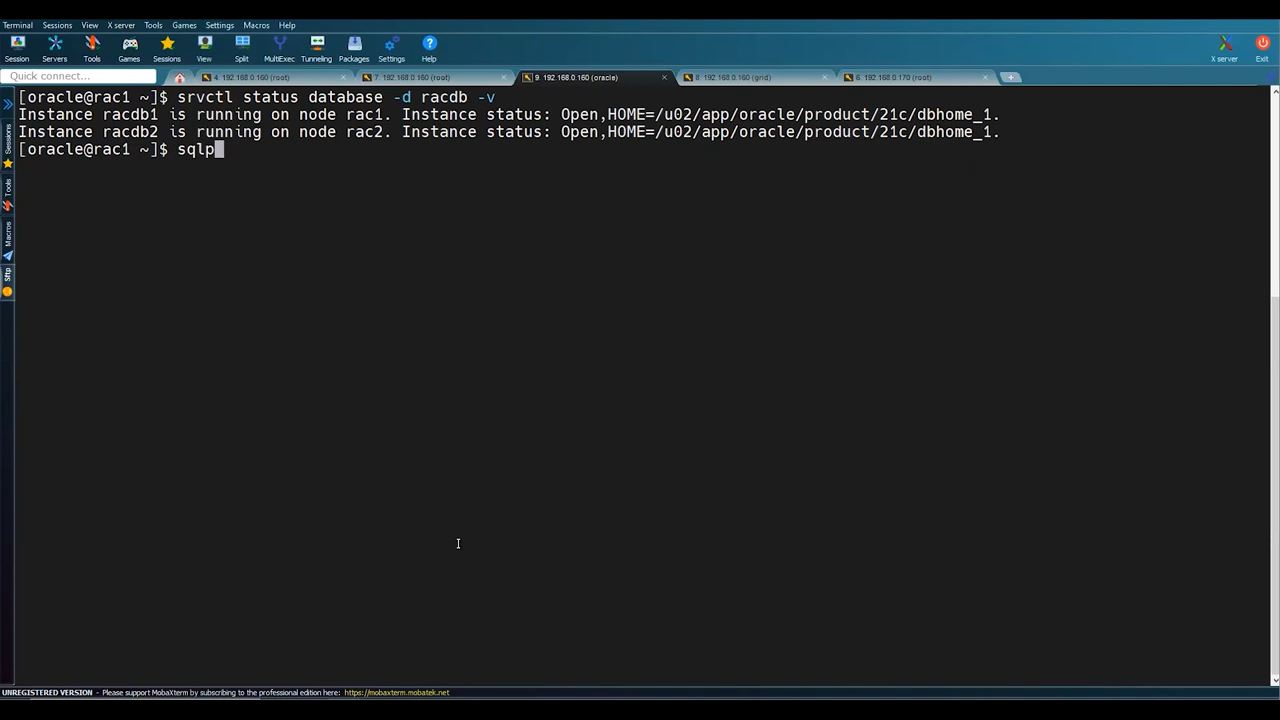 Terminal Sessions View X server Tools Games Settings Macros Help
Session Servers Tools Games Sessions View Split MultiExec Tunneling Packages Settings Help X server Exit
Quick connect... 4. 192.168.0.160 (root) 7. 192.168.0.160 (root) 9. 192.168.0.160 (oracle) 8. 192.168.0.160 (grid) 6. 192.168.0.170 (root)
[oracle@rac1 ~]$ srvctl status database -d racdb -v
Instance racdb1 is running on node rac1. Instance status: Open,HOME=/u02/app/oracle/product/21c/dbhome_1.
Instance racdb2 is running on node rac2. Instance status: Open,HOME=/u02/app/oracle/product/21c/dbhome_1.
[oracle@rac1 ~]$ sqlp
Sessions
Tools
Macros
Sftp
UNREGISTERED VERSION - Please support MobaXterm by subscribing to the professional edition here: https://mobaxterm.mobatek.net